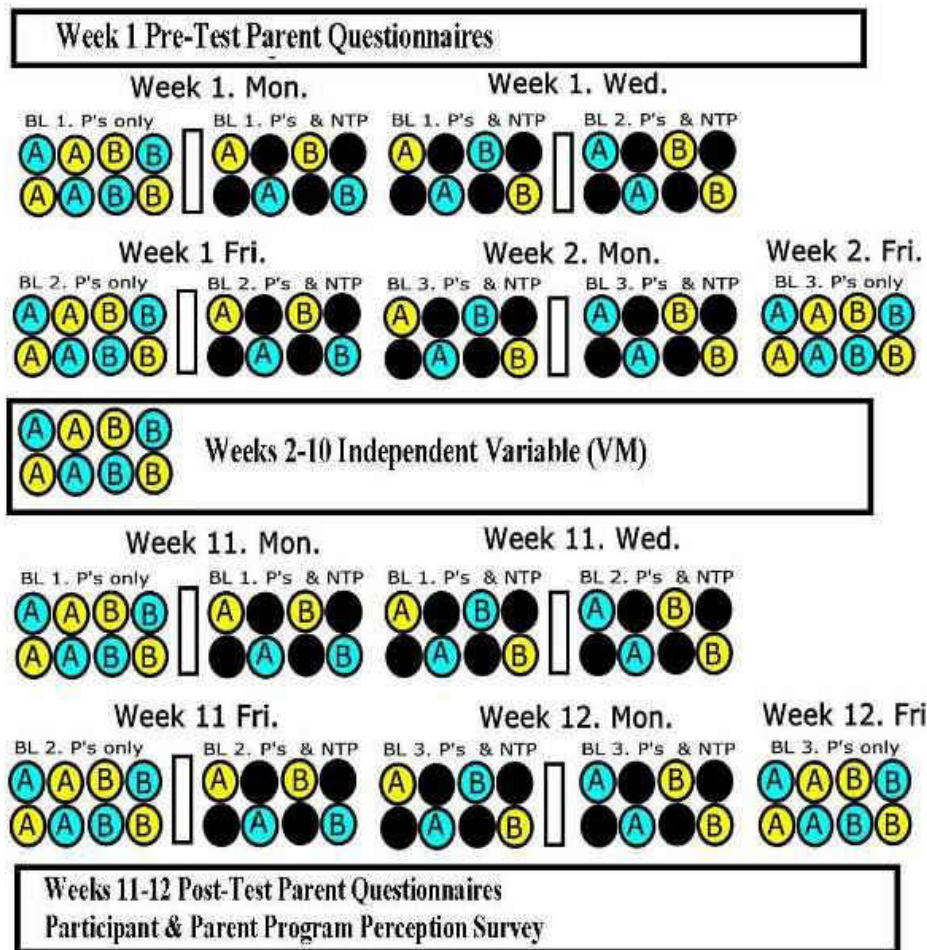 Week 1 Pre-Test Parent Questionnaires
Week 1. Mon. Week 1. Wed.
BL 1. P's only BL 1. P's & NTP BL 1. P's & NTP BL 2. P's & NTP
A A B B A B A B A B
A A B B A B A B A B
Week 1 Fri. Week 2. Mon. Week 2. Fri.
BL 2. P's only BL 2. P's & NTP BL 3. P's & NTP BL 3. P's & NTP BL 3. P's only
A A B B A B A B A B A A B B
A A B B A B A B A B A A B B
A A B B
Weeks 2-10 Independent Variable (VM)
A A B B
Week 11. Mon. Week 11. Wed.
BL 1. P's only BL 1. P's & NTP BL 1. P's & NTP BL 2. P's & NTP
A A B B A B A B A B
A A B B A B A B A B
Week 11 Fri. Week 12. Mon. Week 12. Fri
BL 2. P's only BL 2. P's & NTP BL 3. P's & NTP BL 3. P's & NTP BL 3. P's only
A A B B A B A B A B A A B B
A A B B A B A B A B A A B B
Weeks 11-12 Post-Test Parent Questionnaires
Participant & Parent Program Perception Survey